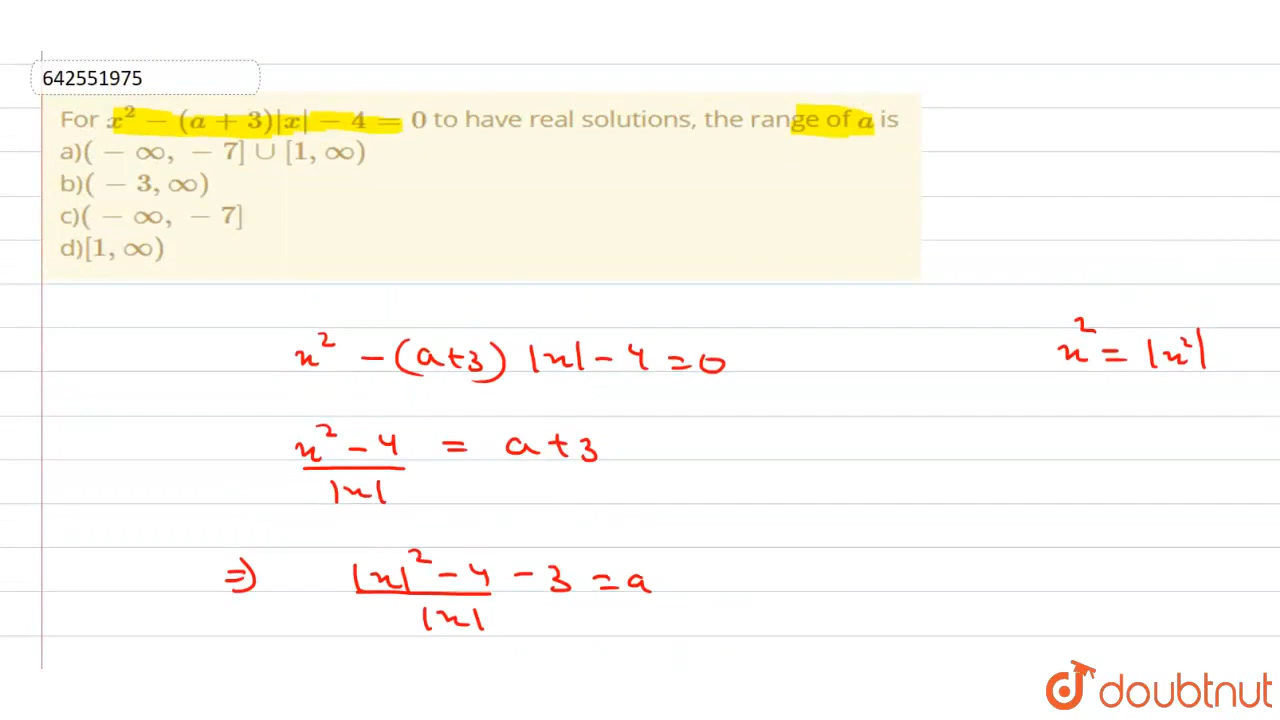 642551975
For x² − (a + 3)|x| − 4 = 0 to have real solutions, the range of a is
a)( − ∞, − 7] ∪ [1, ∞)
b)( − 3, ∞)
c)( − ∞, − 7]
d)[1, ∞)
x² − (a+3) |x| − 4 = 0
x² = |x²|
x² − 4 / |x| = a + 3
⇒ |x|² − 4 / |x| − 3 = a
doubtnut